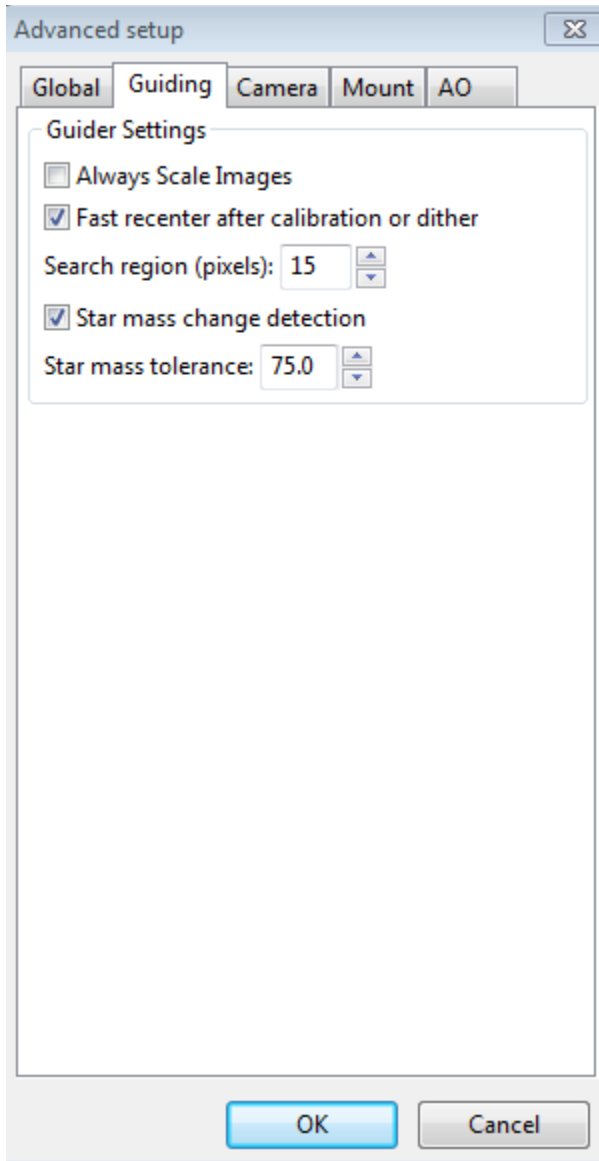 Advanced setup
Global Guiding Camera Mount AO
Guider Settings
Always Scale Images
Fast recenter after calibration or dither
Search region (pixels): 15
Star mass change detection
Star mass tolerance: 75.0
OK Cancel